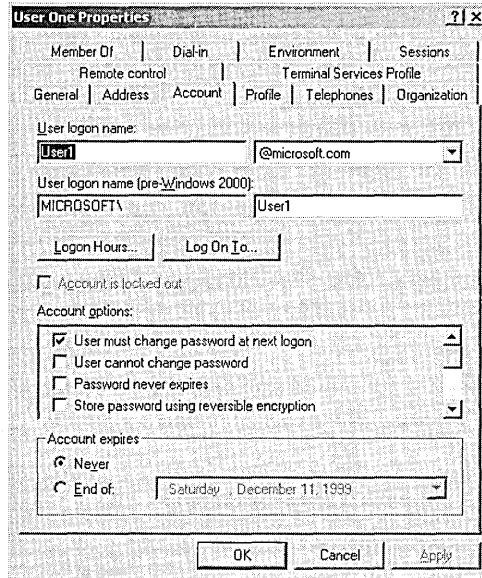 User One Properties ? ×
Member Of Dial-in Environment Sessions
Remote control Terminal Services Profile
General Address Account Profile Telephones Organization
User logon name:
User1 @microsoft.com
User logon name (pre-Windows 2000):
MICROSOFT\ User1
Logon Hours... Log On To...
Account is locked out
Account options:
User must change password at next logon
User cannot change password
Password never expires
Store password using reversible encryption
Account expires
Never
End of: Saturday , December 11, 1999
OK Cancel Apply